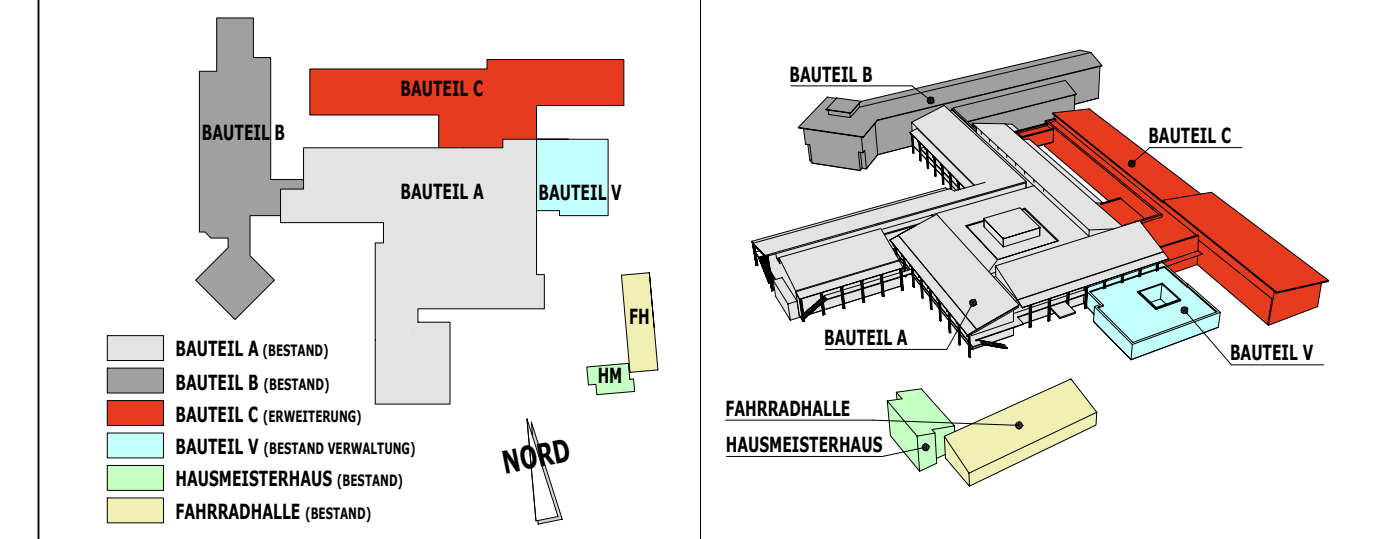 BAUTEIL C
BAUTEIL B
BAUTEIL A
BAUTEIL V
FH
HM
NORD
BAUTEIL A (BESTAND)
BAUTEIL B (BESTAND)
BAUTEIL C (ERWEITERUNG)
BAUTEIL V (BESTAND VERWALTUNG)
HAUSMEISTERHAUS (BESTAND)
FAHRRADHALLE (BESTAND)
BAUTEIL B
BAUTEIL C
BAUTEIL A
BAUTEIL V
FAHRRADHALLE
HAUSMEISTERHAUS